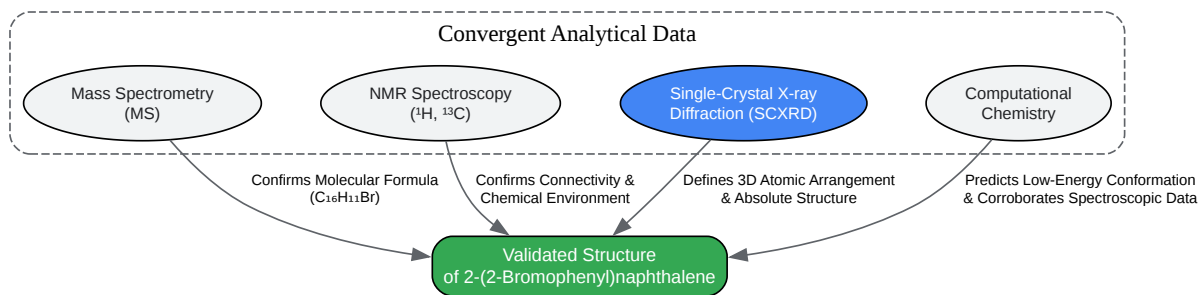 Convergent Analytical Data
Mass Spectrometry
(MS)
NMR Spectroscopy
(¹H, ¹³C)
Single-Crystal X-ray
Diffraction (SCXRD)
Computational
Chemistry
Confirms Molecular Formula
(C₁₆H₁₁Br)
Confirms Connectivity &
Chemical Environment
Defines 3D Atomic Arrangement
& Absolute Structure
Predicts Low-Energy Conformation
& Corroborates Spectroscopic Data
Validated Structure
of 2-(2-Bromophenyl)naphthalene